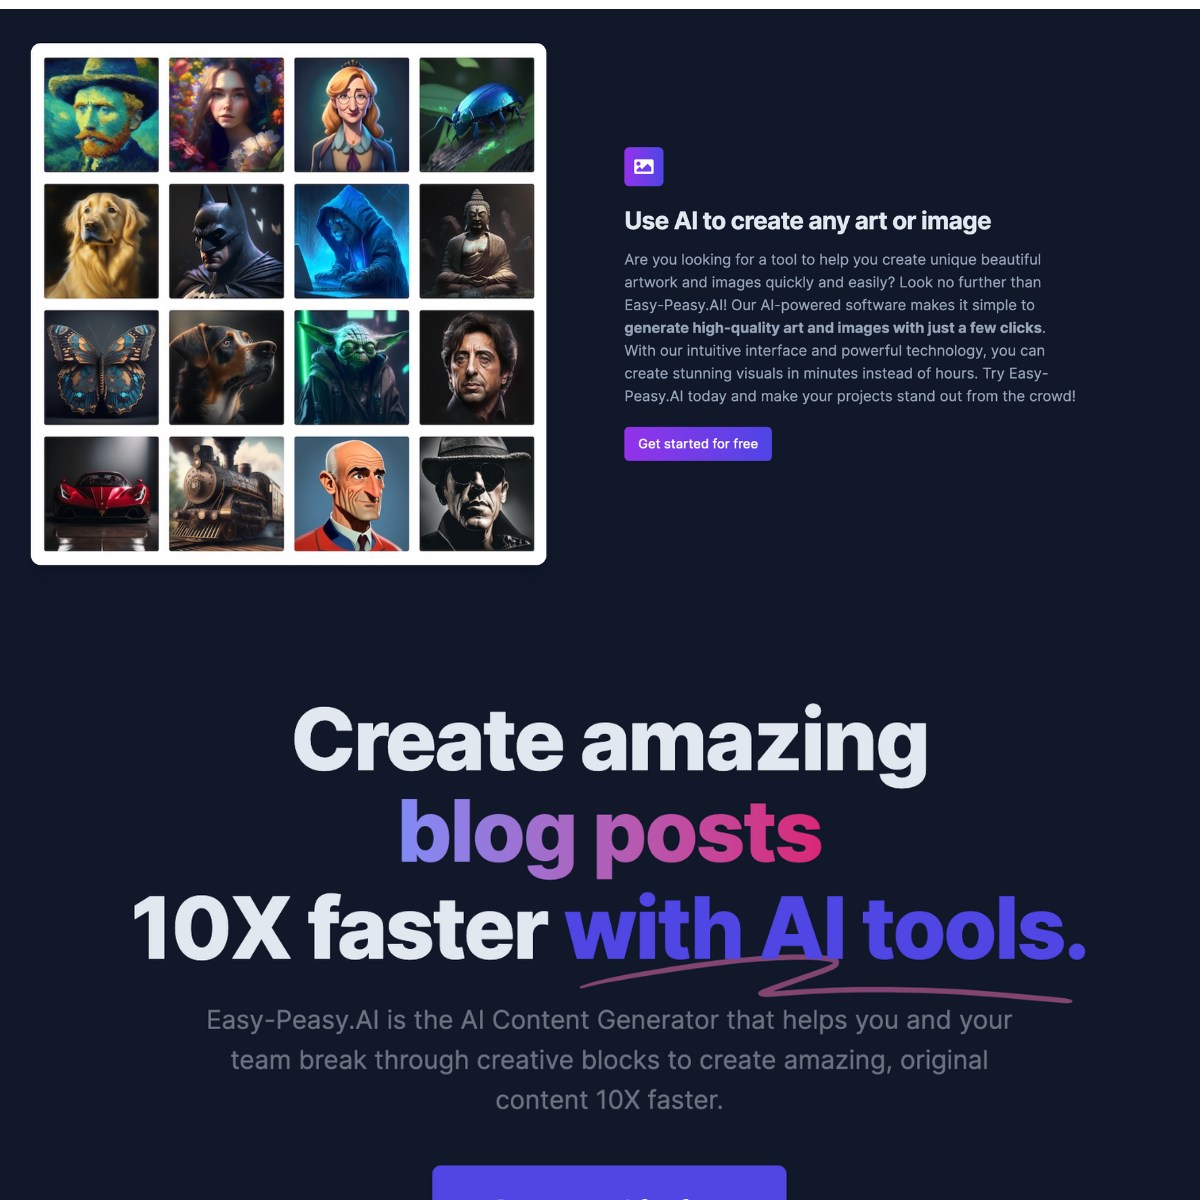 Use AI to create any art or image
Are you looking for a tool to help you create unique beautiful
artwork and images quickly and easily? Look no further than
Easy-Peasy.AI! Our AI-powered software makes it simple to
generate high-quality art and images with just a few clicks.
With our intuitive interface and powerful technology, you can
create stunning visuals in minutes instead of hours. Try Easy-
Peasy.AI today and make your projects stand out from the crowd!
Get started for free
Create amazing
blog posts
10X faster with AI tools.
Easy-Peasy.AI is the AI Content Generator that helps you and your
team break through creative blocks to create amazing, original
content 10X faster.